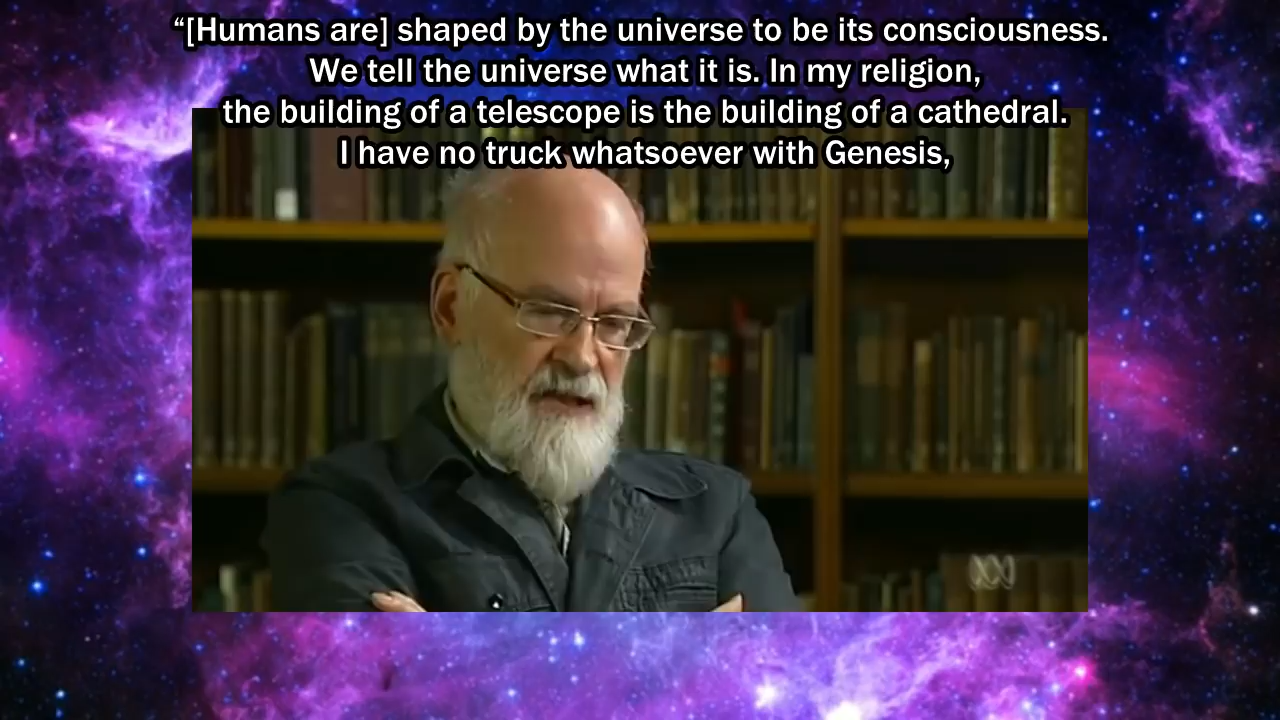 “[Humans are] shaped by the universe to be its consciousness.
We tell the universe what it is. In my religion,
the building of a telescope is the building of a cathedral.
I have no truck whatsoever with Genesis,